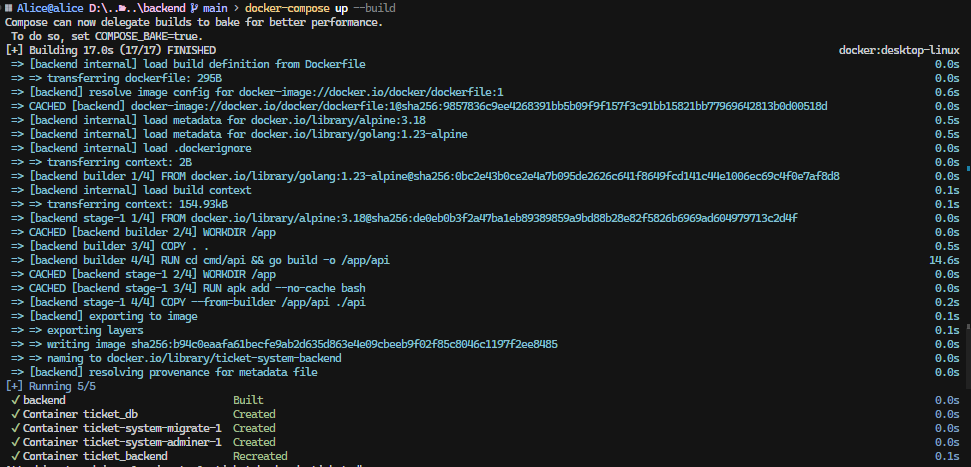 Alice@alice D:\..\..\backend main > docker-compose up --build
Compose can now delegate builds to bake for better performance.
To do so, set COMPOSE_BAKE=true.
[+] Building 17.0s (17/17) FINISHED docker:desktop-linux
=> [backend internal] load build definition from Dockerfile 0.0s
=> => transferring dockerfile: 295B 0.0s
=> [backend] resolve image config for docker-image://docker.io/docker/dockerfile:1 0.6s
=> CACHED [backend] docker-image://docker.io/docker/dockerfile:1@sha256:9857836c9ee4268391bb5b09f9f157f3c91bb15821bb77969642813b0d00518d 0.0s
=> [backend internal] load metadata for docker.io/library/alpine:3.18 0.5s
=> [backend internal] load metadata for docker.io/library/golang:1.23-alpine 0.5s
=> [backend internal] load .dockerignore 0.0s
=> => transferring context: 2B 0.0s
=> [backend builder 1/4] FROM docker.io/library/golang:1.23-alpine@sha256:0bc2e43b0ce2e4a7b095de2626c641f8649fcd141c44e1006ec69c4f0e7af8d8 0.0s
=> [backend internal] load build context 0.1s
=> => transferring context: 154.93kB 0.1s
=> [backend stage-1 1/4] FROM docker.io/library/alpine:3.18@sha256:de0eb0b3f2a47ba1eb89389859a9bd88b28e82f5826b6969ad604979713c2d4f 0.0s
=> CACHED [backend builder 2/4] WORKDIR /app 0.0s
=> [backend builder 3/4] COPY . . 0.5s
=> [backend builder 4/4] RUN cd cmd/api && go build -o /app/api 14.6s
=> CACHED [backend stage-1 2/4] WORKDIR /app 0.0s
=> CACHED [backend stage-1 3/4] RUN apk add --no-cache bash 0.0s
=> [backend stage-1 4/4] COPY --from=builder /app/api ./api 0.2s
=> [backend] exporting to image 0.1s
=> => exporting layers 0.1s
=> => writing image sha256:b94c0eaafa61becfe9ab2d635d863e4e09cbeeb9f02f85c8046c1197f2ee8485 0.0s
=> => naming to docker.io/library/ticket-system-backend 0.0s
=> [backend] resolving provenance for metadata file 0.0s
[+] Running 5/5
✓ backend Built 0.0s
✓ Container ticket_db Created 0.0s
✓ Container ticket-system-migrate-1 Created 0.0s
✓ Container ticket-system-adminer-1 Created 0.0s
✓ Container ticket_backend Recreated 0.1s